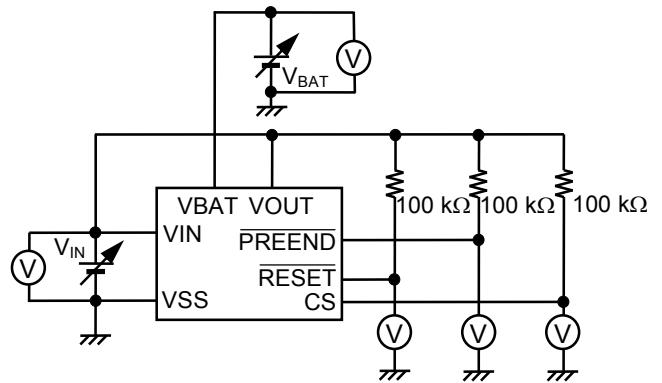 V
VBAT
VBAT VOUT
100 kΩ 100 kΩ 100 kΩ
VIN
V
VIN
PREEND
RESET
VSS
CS
V V V